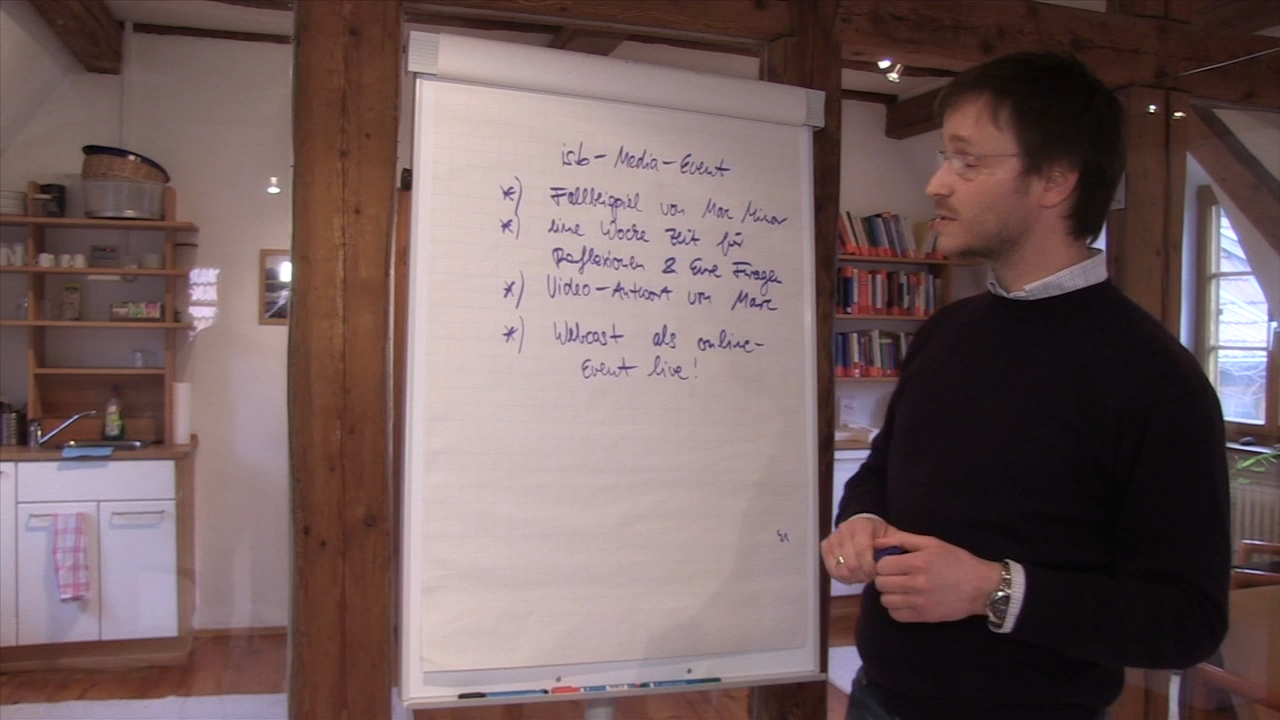 isb-Media-Event
*) Fallbeispiel von Marc Minor
*) eine Woche Zeit für
Reflexionen & Eure Fragen
*) Video-Antwort von Marc
*) Webcast als online-
Event live!